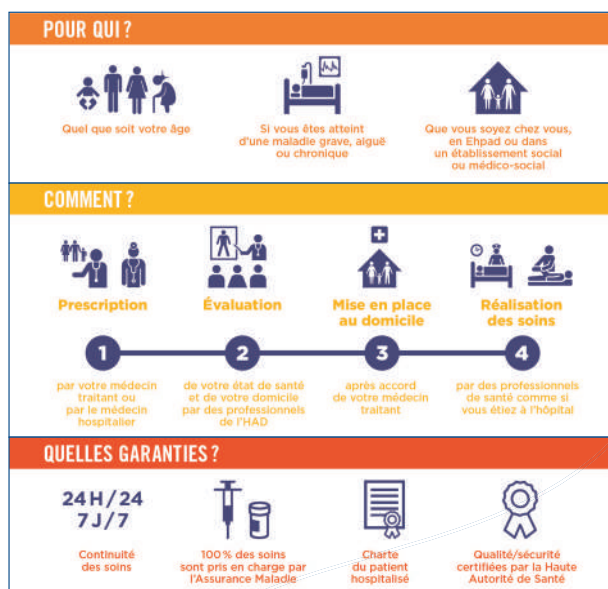 POUR QUI ?
Quel que soit votre âge
Si vous êtes atteint
d'une maladie grave, aiguë
ou chronique
Que vous soyez chez vous,
en Ehpad ou dans
un établissement social
ou médico-social
COMMENT ?
Prescription
Évaluation
Mise en place
au domicile
Réalisation
des soins
1
2
3
4
par votre médecin
traitant ou
par le médecin
hospitalier
de votre état de santé
et de votre domicile
par des professionnels
de l'HAD
après accord
de votre médecin
traitant
par des professionnels
de santé comme si
vous étiez à l'hôpital
QUELLES GARANTIES ?
24 H / 24
7 J / 7
Continuité
des soins
100 % des soins
sont pris en charge par
l'Assurance Maladie
Charte
du patient
hospitalisé
Qualité/sécurité
certifiées par la Haute
Autorité de Santé